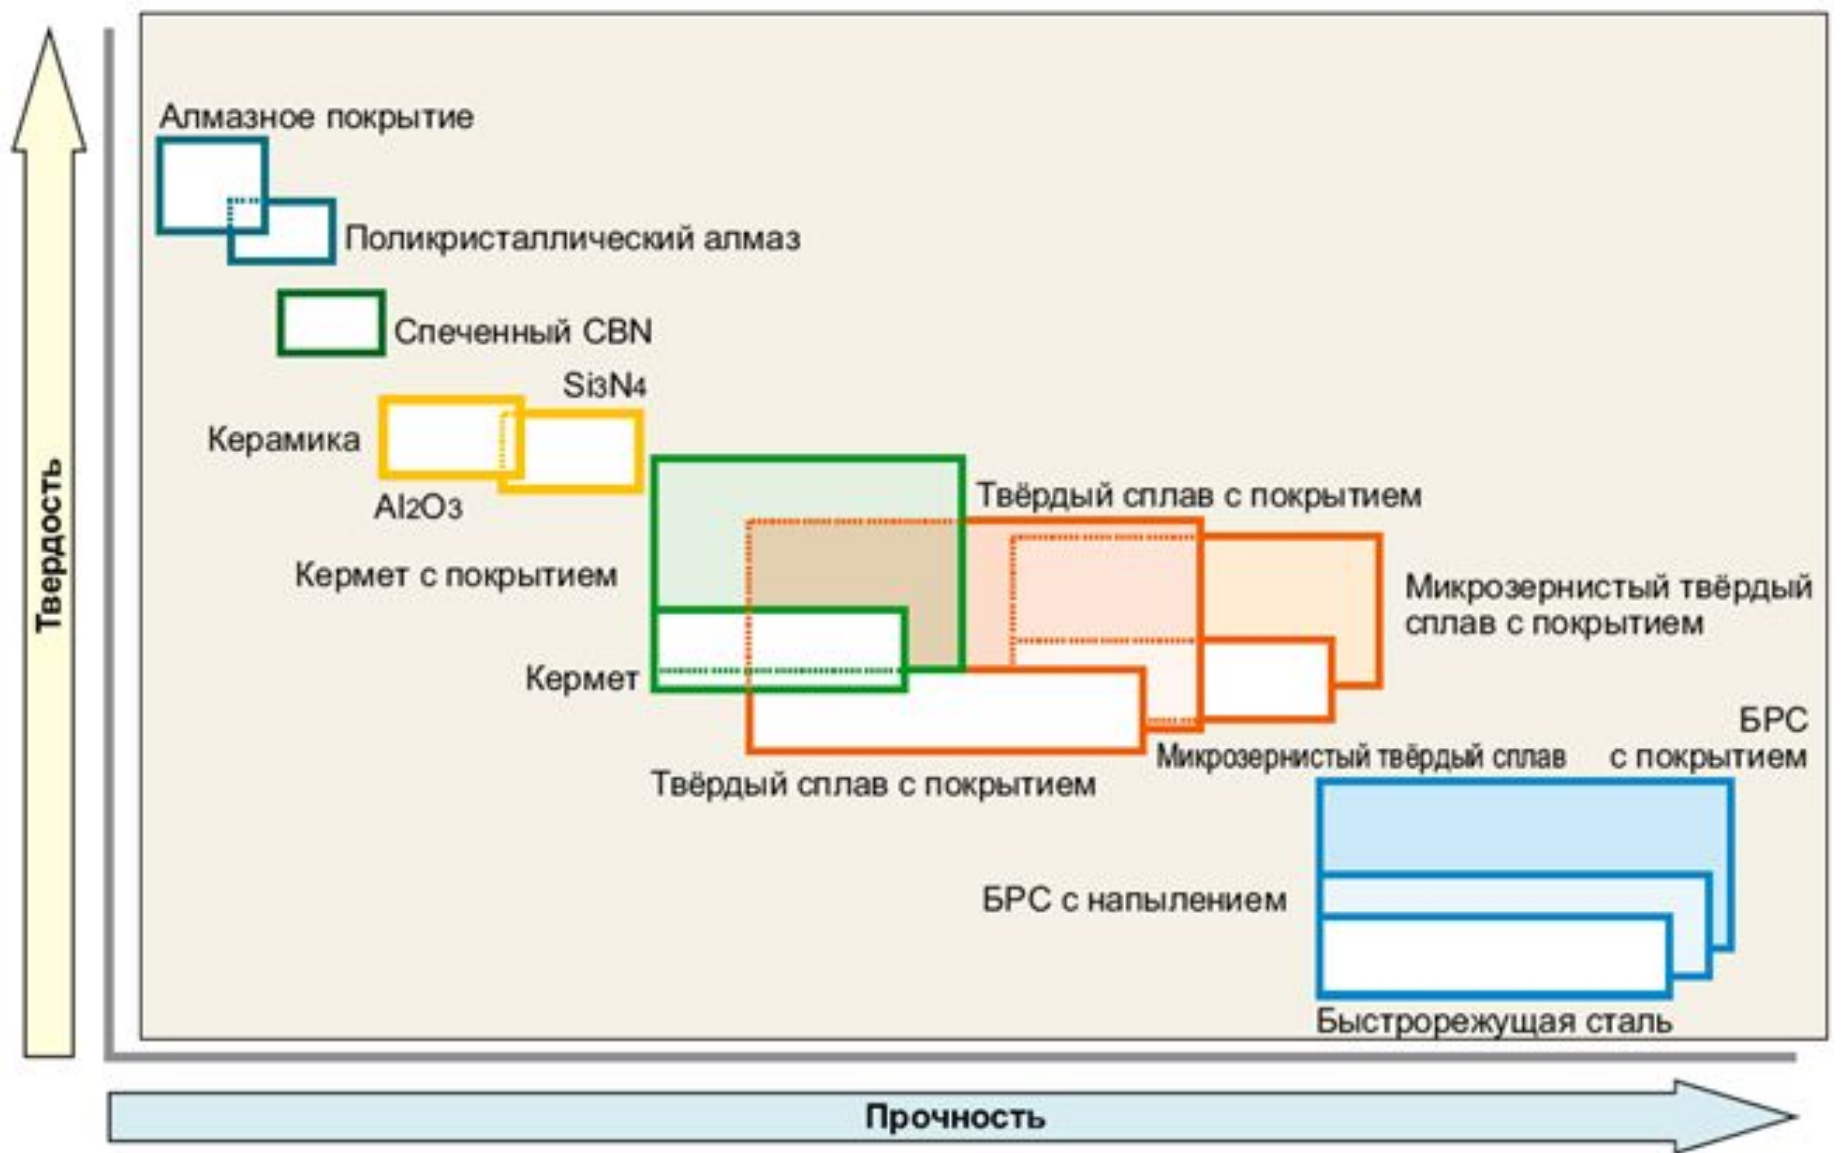 Алмазное покрытие
Поликристаллический алмаз
Спеченный CBN
Si3N4
Керамика
Al2O3
Твёрдый сплав с покрытием
Кермет с покрытием
Микрозернистый твёрдый
сплав с покрытием
Кермет
БРС
с покрытием
Микрозернистый твёрдый сплав
Твёрдый сплав с покрытием
БРС с напылением
Быстрорежущая сталь
Твердость
Прочность